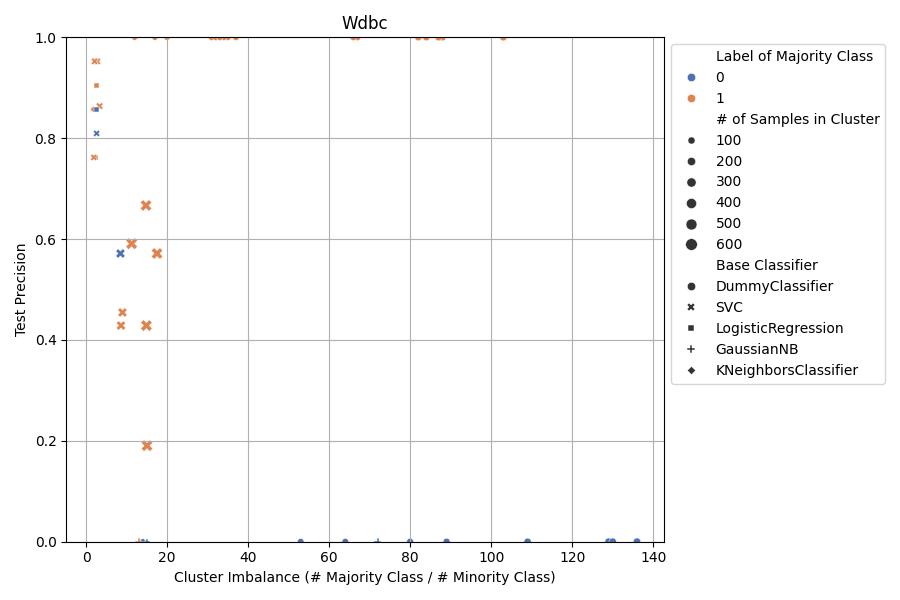 Wdbc
1.0
0.8
0.6
0.4
0.2
0.0
Test Precision
0 20 40 60 80 100 120 140
Cluster Imbalance (# Majority Class / # Minority Class)
Label of Majority Class
0
1
# of Samples in Cluster
100
200
300
400
500
600
Base Classifier
DummyClassifier
SVC
LogisticRegression
GaussianNB
KNeighborsClassifier